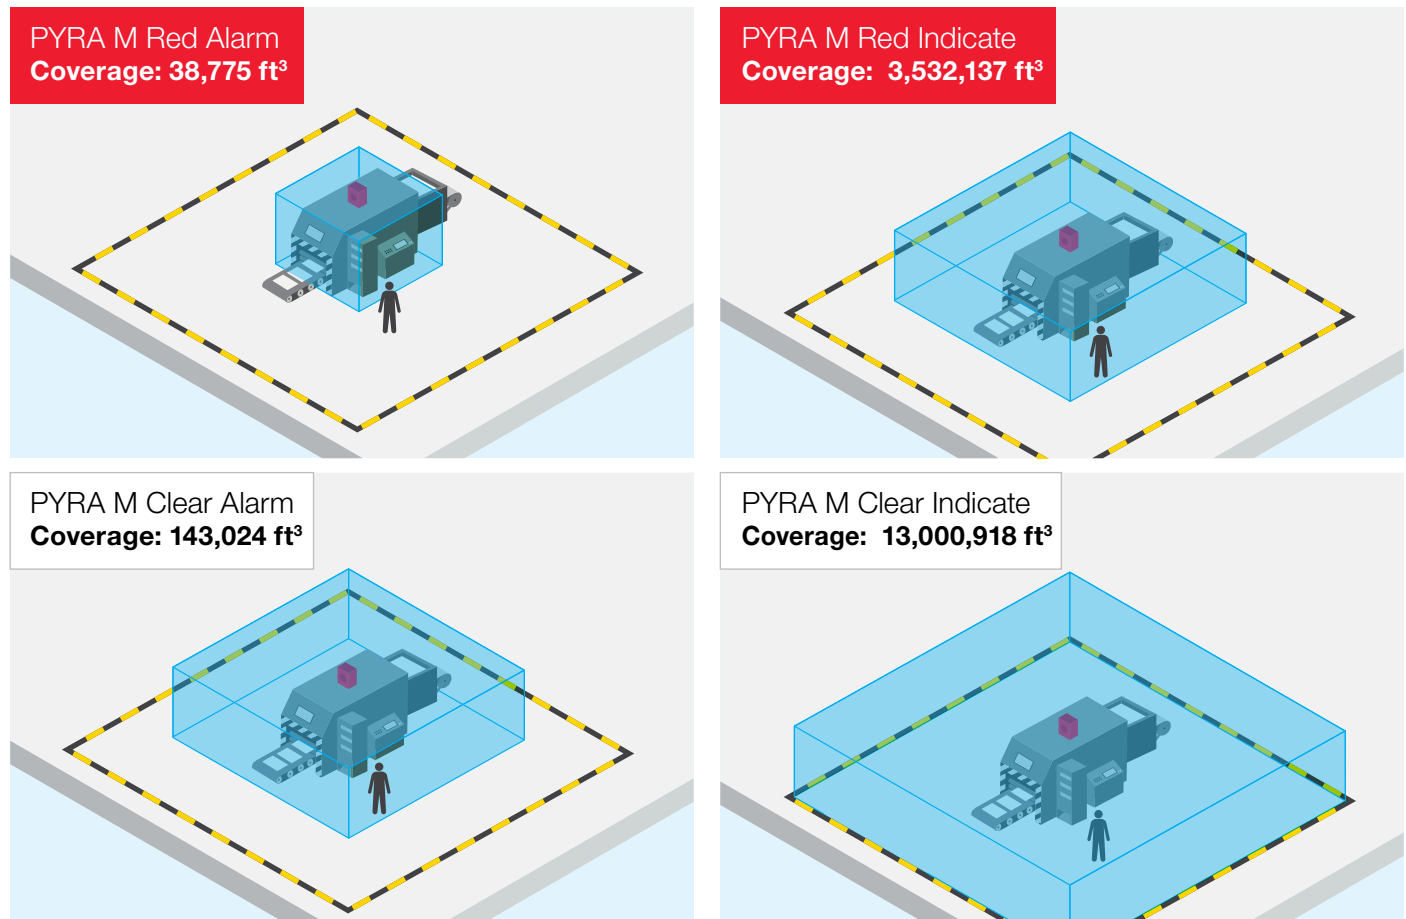 PYRA M Red Alarm
Coverage: 38,775 ft³
PYRA M Red Indicate
Coverage: 3,532,137 ft³
PYRA M Clear Alarm
Coverage: 143,024 ft³
PYRA M Clear Indicate
Coverage: 13,000,918 ft³